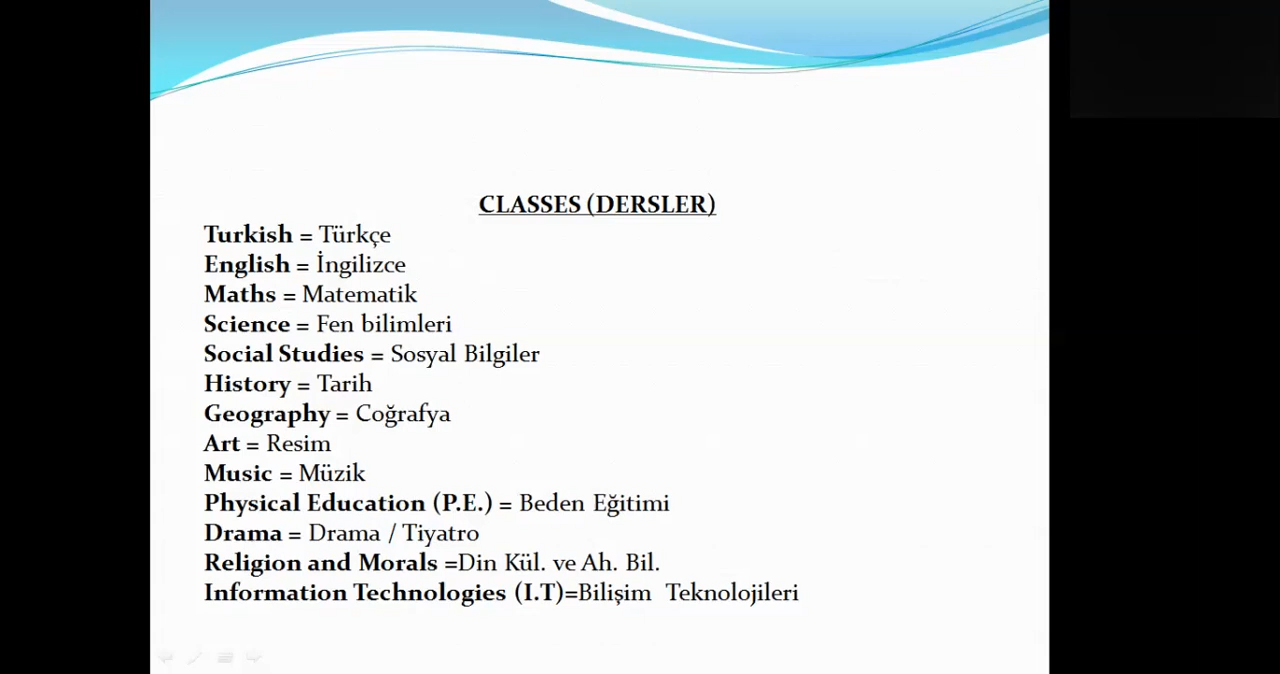 CLASSES (DERSLER)
Turkish = Türkçe
English = İngilizce
Maths = Matematik
Science = Fen bilimleri
Social Studies = Sosyal Bilgiler
History = Tarih
Geography = Coğrafya
Art = Resim
Music = Müzik
Physical Education (P.E.) = Beden Eğitimi
Drama = Drama / Tiyatro
Religion and Morals =Din Kül. ve Ah. Bil.
Information Technologies (I.T)=Bilişim  Teknolojileri